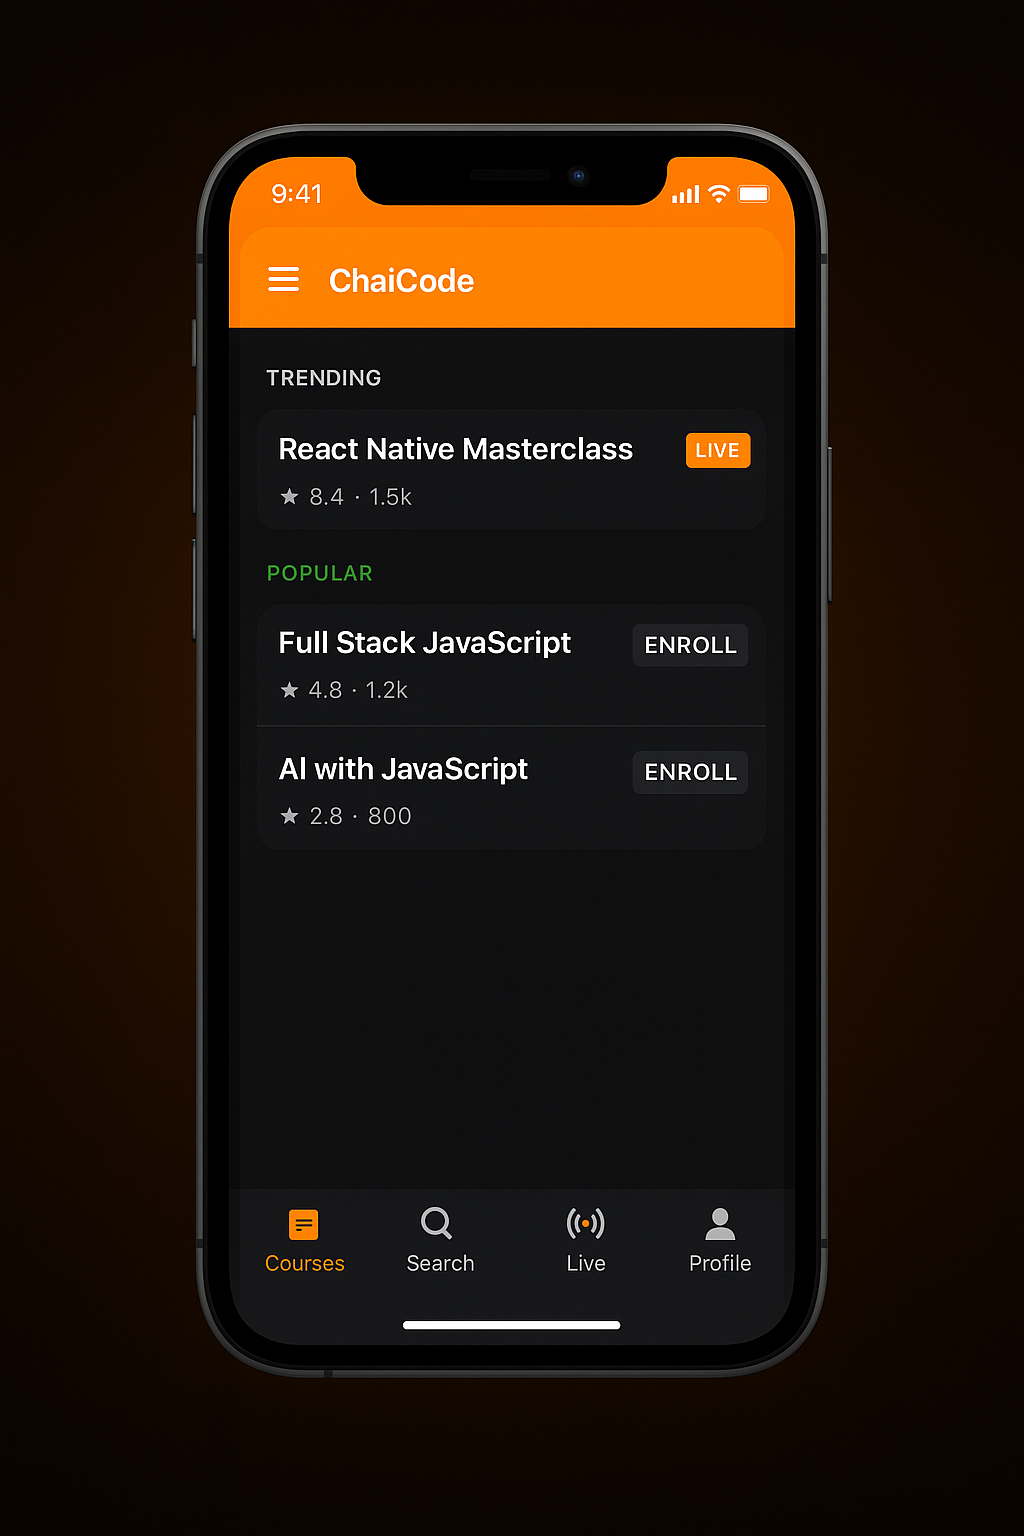 9:41
ChaiCode
TRENDING
React Native Masterclass LIVE
★ 8.4 · 1.5k
POPULAR
Full Stack JavaScript ENROLL
★ 4.8 · 1.2k
AI with JavaScript ENROLL
★ 2.8 · 800
Courses Search Live Profile